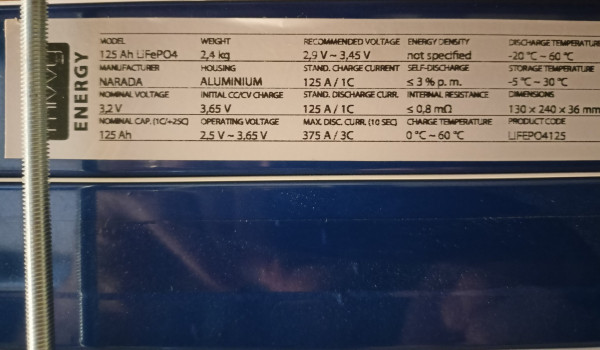 mivvy
ENERGY
MODEL WEIGHT RECOMMENDED VOLTAGE ENERGY DENSITY DISCHARGE TEMPERATURE
125 Ah LiFePO4 2,4 kg 2,9 V ~ 3,45 V not specified -20 °C ~ 60 °C
MANUFACTURER HOUSING STAND. CHARGE CURRENT SELF-DISCHARGE STORAGE TEMPERATURE
NARADA ALUMINIUM 125 A / 1C ≤ 3 % p. m. -5 °C ~ 30 °C
NOMINAL VOLTAGE INITIAL CC/CV CHARGE STAND. DISCHARGE CURR. INTERNAL RESISTANCE DIMENSIONS
3,2 V 3,65 V 125 A / 1C ≤ 0,8 mΩ 130 x 240 x 36 mm
NOMINAL CAP. (1C/+25C) OPERATING VOLTAGE MAX. DISC. CURR. (10 SEC) CHARGE TEMPERATURE PRODUCT CODE
125 Ah 2,5 V ~ 3,65 V 375 A / 3C 0 °C ~ 60 °C LIFEPO4125